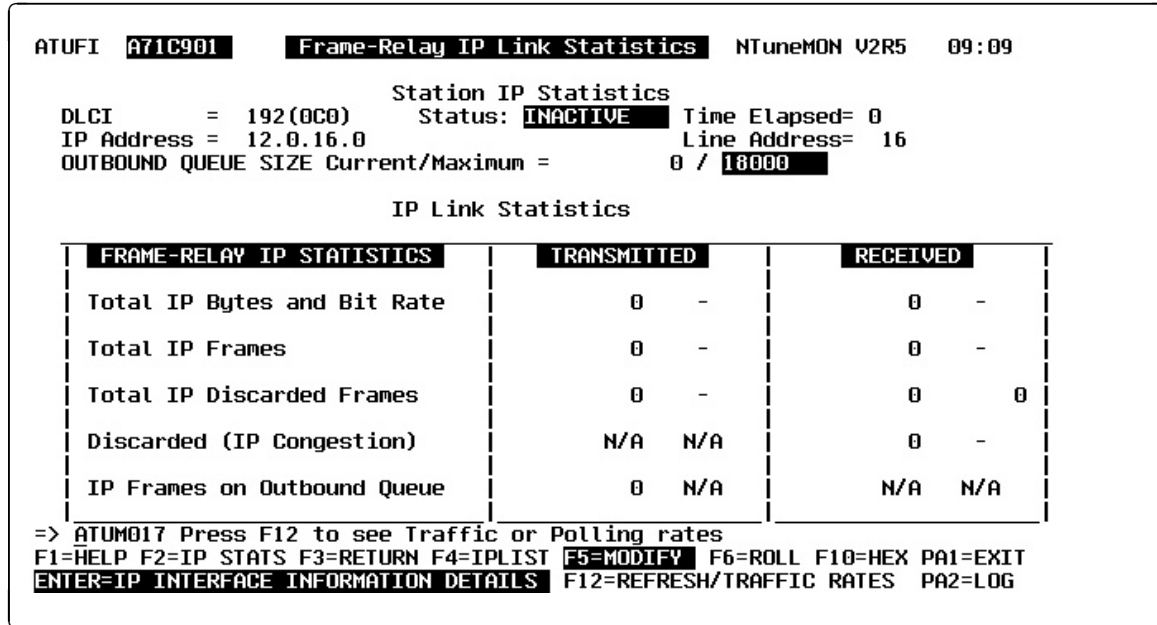 ATUFI A71C901 Frame-Relay IP Link Statistics NTuneMON V2R5 09:09
Station IP Statistics
DLCI = 192(0C0) Status: INACTIVE Time Elapsed= 0
IP Address = 12.0.16.0 Line Address= 16
OUTBOUND QUEUE SIZE Current/Maximum = 0 / 18000
IP Link Statistics
FRAME-RELAY IP STATISTICS | TRANSMITTED | RECEIVED
Total IP Bytes and Bit Rate | 0 - | 0 -
Total IP Frames | 0 - | 0 -
Total IP Discarded Frames | 0 - | 0 0
Discarded (IP Congestion) | N/A N/A | 0 -
IP Frames on Outbound Queue | 0 N/A | N/A N/A
=> ATUM017 Press F12 to see Traffic or Polling rates
F1=HELP F2=IP STATS F3=RETURN F4=IPLIST F5=MODIFY F6=ROLL F10=HEX PA1=EXIT
ENTER=IP INTERFACE INFORMATION DETAILS F12=REFRESH/TRAFFIC RATES PA2=LOG